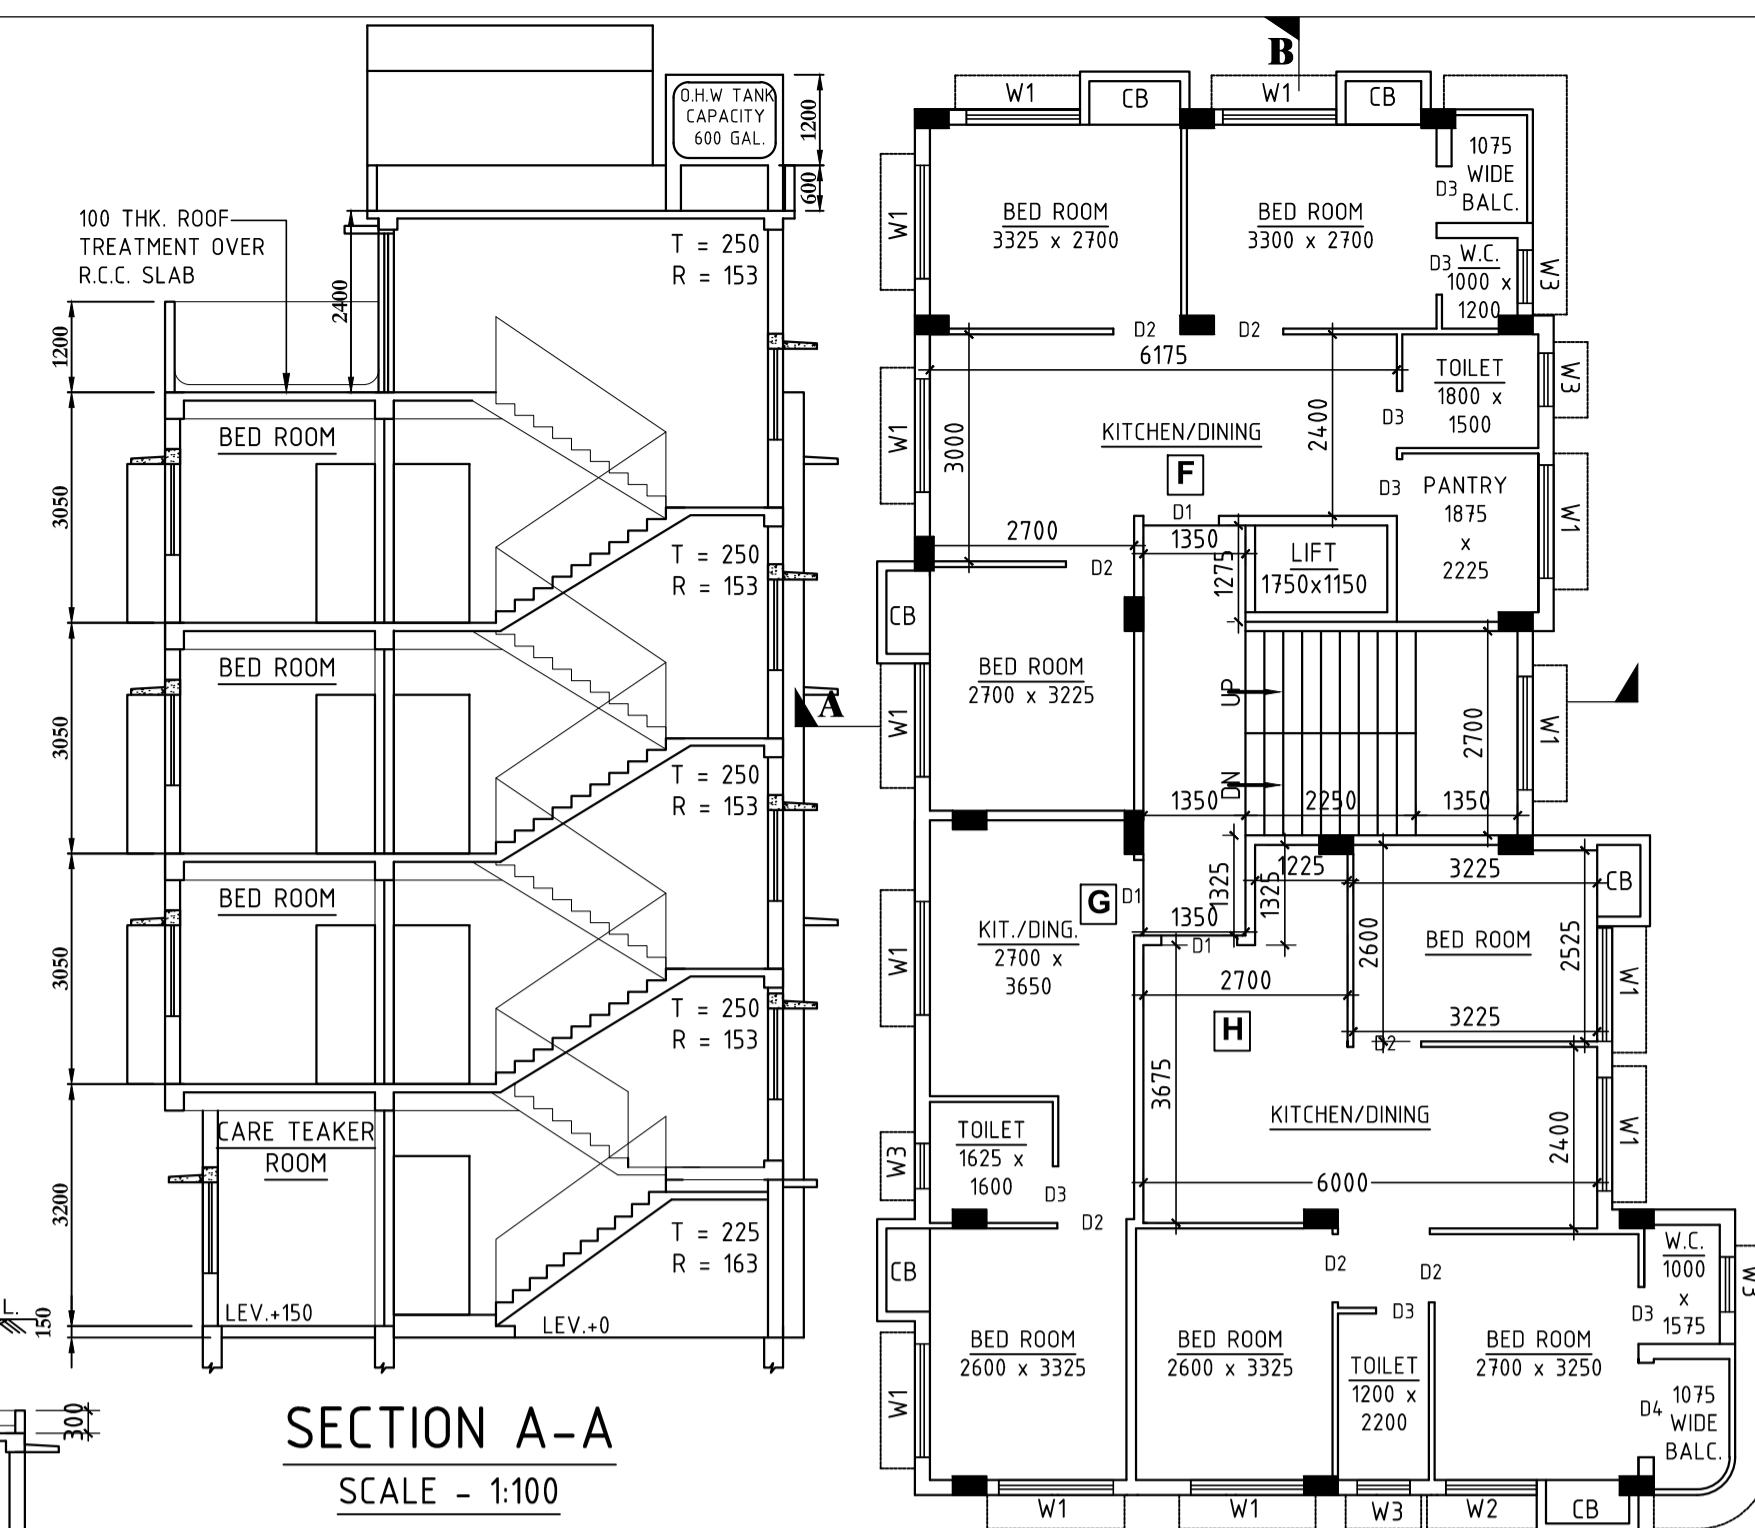 O.H.W TANK
CAPACITY
600 GAL.
1200
600
100 THK. ROOF
TREATMENT OVER
R.C.C. SLAB
2400
1200
T = 250
R = 153
BED ROOM
3050
T = 250
R = 153
BED ROOM
3050
T = 250
R = 153
BED ROOM
3050
T = 250
R = 153
CARE TEAKER
ROOM
3200
T = 225
R = 163
LEV.+150
LEV.+0
L.
150
300
SECTION A-A
SCALE - 1:100
B
W1
CB
W1
CB
1075
WIDE
BALC.
D3
W1
BED ROOM
3325 x 2700
BED ROOM
3300 x 2700
D3
W.C.
1000 x
1200
W3
D2
D2
6175
TOILET
1800 x
1500
W3
D3
W1
3000
KITCHEN/DINING
2400
F
D3
PANTRY
1875
x
2225
W1
D1
2700
1350
1275
LIFT
1750x1150
D2
CB
BED ROOM
2700 x 3225
A
W1
UP
DN
2700
W1
1350
2250
1350
1225
1325
1325
3225
CB
G
D1
1350
D1
KIT./DING.
2700 x
3650
W1
2600
BED ROOM
2525
W1
2700
H
3225
D2
3675
KITCHEN/DINING
2400
W1
6000
TOILET
1625 x
1600
W3
D3
D2
CB
D2
D2
W.C.
1000
x
1575
W3
D3
D3
BED ROOM
2600 x 3325
BED ROOM
2600 x 3325
TOILET
1200 x
2200
BED ROOM
2700 x 3250
W1
D4
1075
WIDE
BALC.
W1
W1
W3
W2
CB